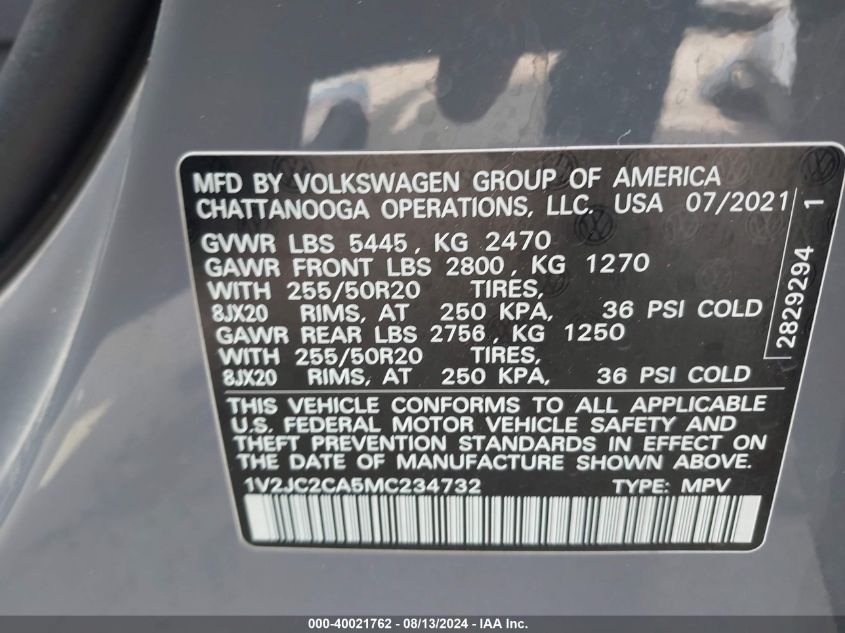 MFD BY VOLKSWAGEN GROUP OF AMERICA
CHATTANOOGA OPERATIONS, LLC. USA 07/2021
GVWR LBS 5445, KG 2470
GAWR FRONT LBS 2800, KG 1270
WITH 255/50R20 TIRES,
8JX20 RIMS, AT 250 KPA, 36 PSI COLD
GAWR REAR LBS 2756, KG 1250
WITH 255/50R20 TIRES,
8JX20 RIMS, AT 250 KPA, 36 PSI COLD
THIS VEHICLE CONFORMS TO ALL APPLICABLE
U.S. FEDERAL MOTOR VEHICLE SAFETY AND
THEFT PREVENTION STANDARDS IN EFFECT ON
THE DATE OF MANUFACTURE SHOWN ABOVE.
1V2JC2CA5MC234732 TYPE: MPV
2829294 1
000-40021762 - 08/13/2024 - IAA Inc.